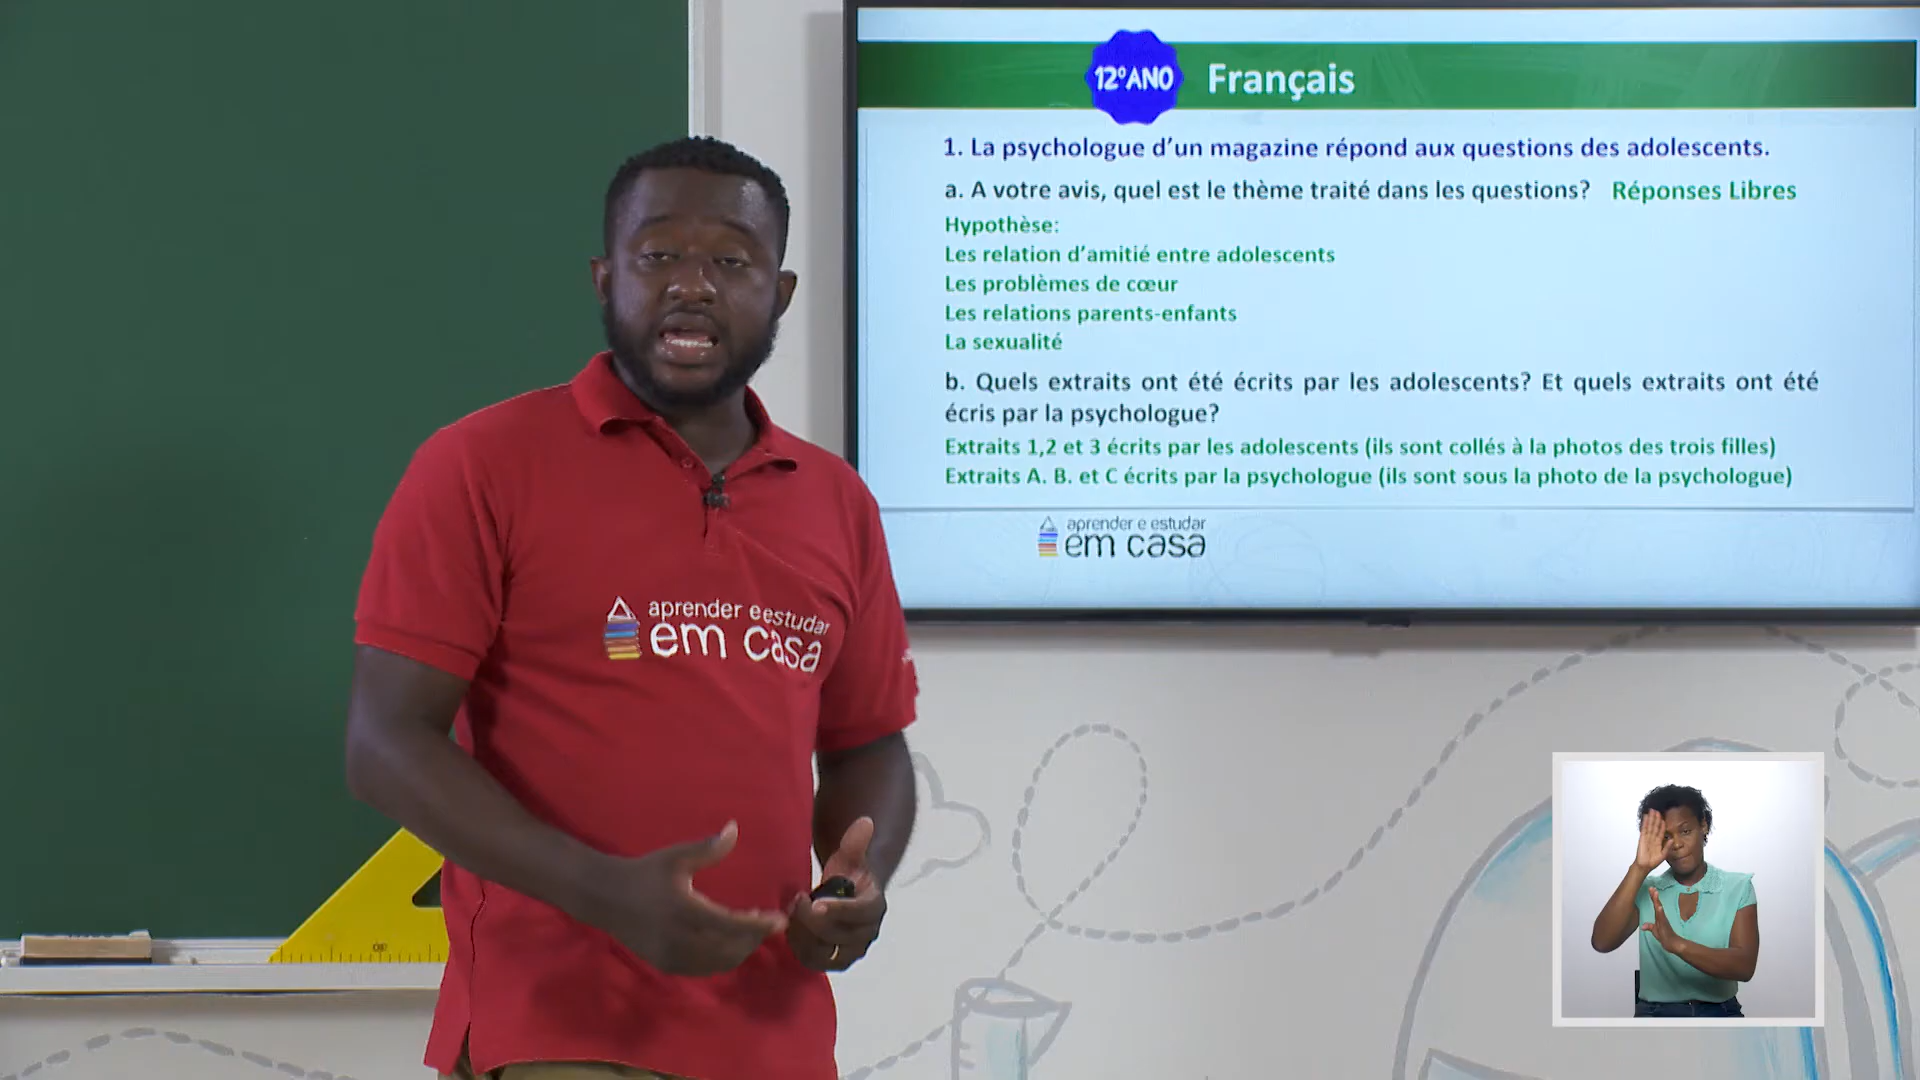 12ºANO Français
1. La psychologue d'un magazine répond aux questions des adolescents.
a. A votre avis, quel est le thème traité dans les questions? Réponses Libres
Hypothèse:
Les relation d'amitié entre adolescents
Les problèmes de cœur
Les relations parents-enfants
La sexualité
b. Quels extraits ont été écrits par les adolescents? Et quels extraits ont été
écris par la psychologue?
Extraits 1,2 et 3 écrits par les adolescents (ils sont collés à la photos des trois filles)
Extraits A. B. et C écrits par la psychologue (ils sont sous la photo de la psychologue)
aprender e estudar
em casa
aprender e estudar
em casa